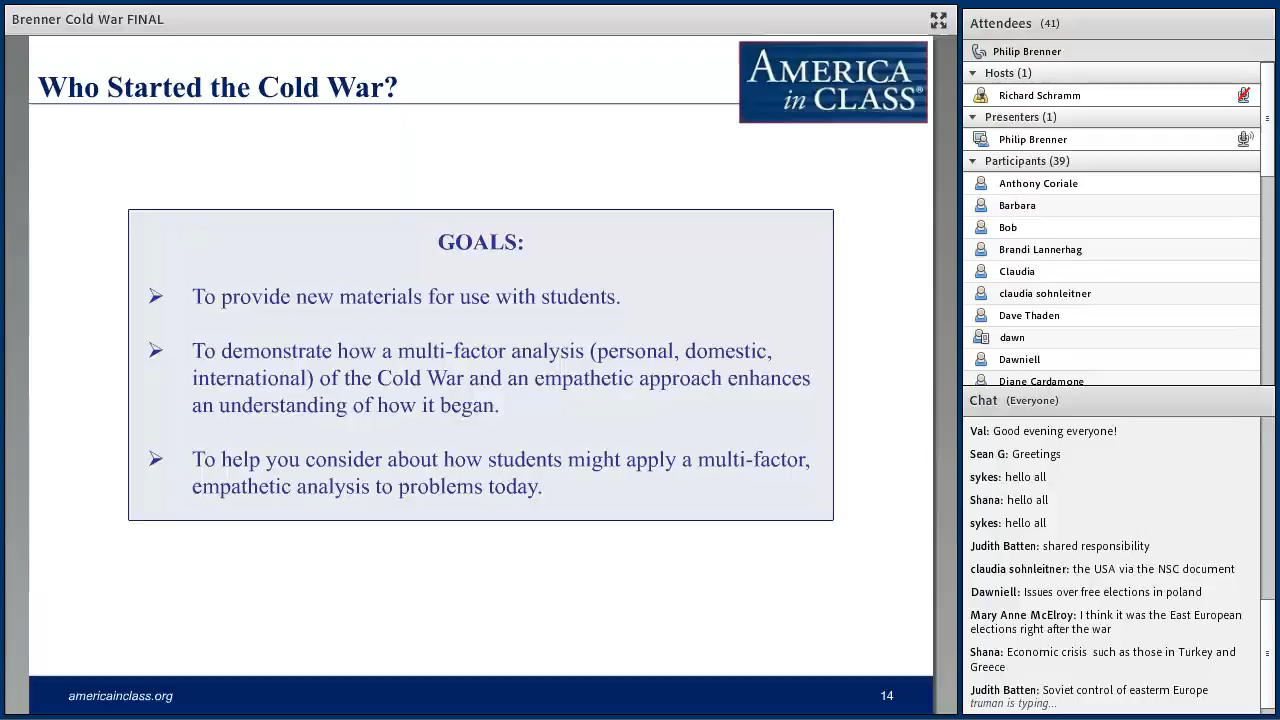 Brenner Cold War FINAL
Who Started the Cold War?
AMERICA
in CLASS®
GOALS:
To provide new materials for use with students.
To demonstrate how a multi-factor analysis (personal, domestic,
international) of the Cold War and an empathetic approach enhances
an understanding of how it began.
To help you consider about how students might apply a multi-factor,
empathetic analysis to problems today.
americainclass.org
14
Attendees (41)
Philip Brenner
Hosts (1)
Richard Schramm
Presenters (1)
Philip Brenner
Participants (39)
Anthony Coriale
Barbara
Bob
Brandi Lannerhag
Claudia
claudia sohnleitner
Dave Thaden
dawn
Dawniell
Diane Cardamone
Chat (Everyone)
Val: Good evening everyone!
Sean G: Greetings
sykes: hello all
Shana: hello all
sykes: hello all
Judith Batten: shared responsibility
claudia sohnleitner: the USA via the NSC document
Dawniell: Issues over free elections in poland
Mary Anne McElroy: I think it was the East European
elections right after the war
Shana: Economic crisis such as those in Turkey and
Greece
Judith Batten: Soviet control of easterm Europe
truman is typing...